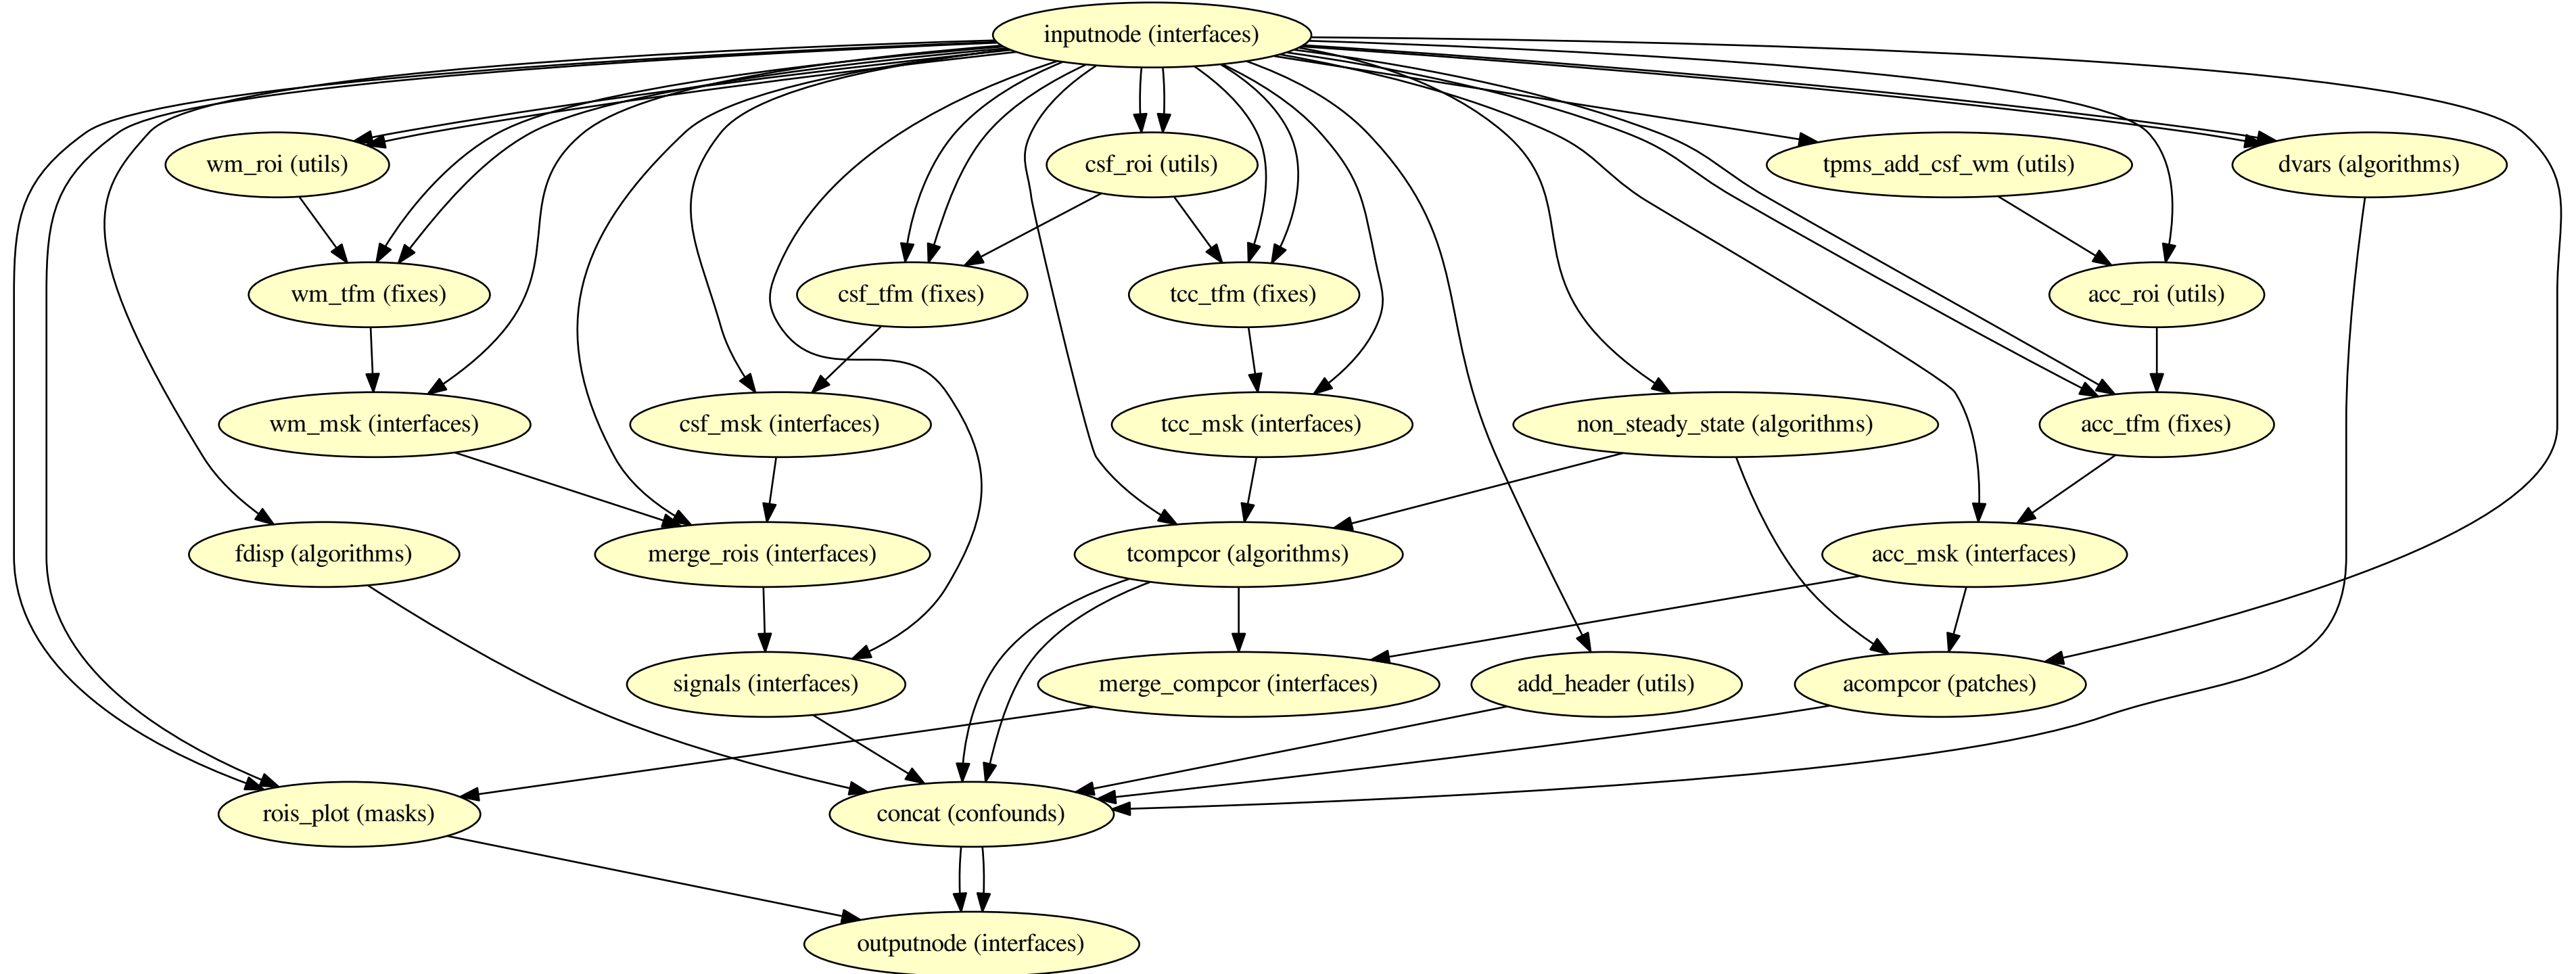 inputnode (interfaces)
wm_roi (utils)
csf_roi (utils)
tpms_add_csf_wm (utils)
dvars (algorithms)
wm_tfm (fixes)
csf_tfm (fixes)
tcc_tfm (fixes)
acc_roi (utils)
wm_msk (interfaces)
csf_msk (interfaces)
tcc_msk (interfaces)
non_steady_state (algorithms)
acc_tfm (fixes)
fdisp (algorithms)
merge_rois (interfaces)
tcompcor (algorithms)
acc_msk (interfaces)
signals (interfaces)
merge_compcor (interfaces)
add_header (utils)
acompcor (patches)
rois_plot (masks)
concat (confounds)
outputnode (interfaces)